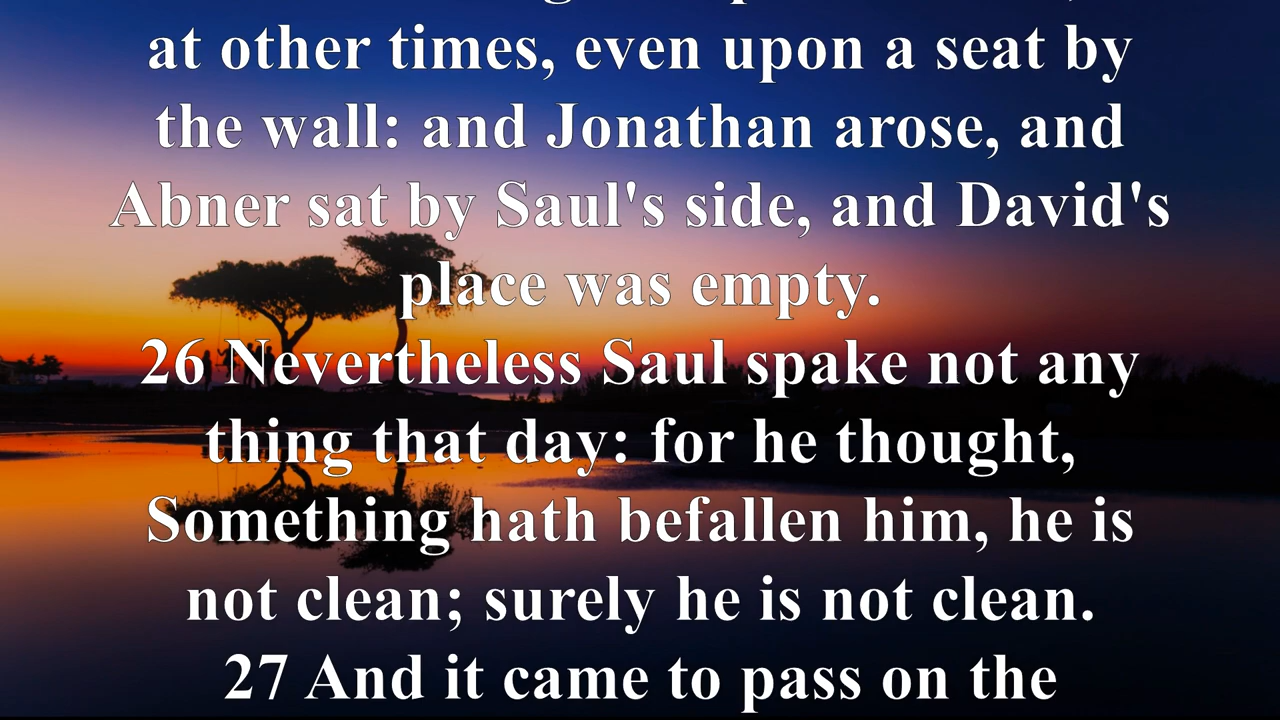 at other times, even upon a seat by
the wall: and Jonathan arose, and
Abner sat by Saul's side, and David's
place was empty.
26 Nevertheless Saul spake not any
thing that day: for he thought,
Something hath befallen him, he is
not clean; surely he is not clean.
27 And it came to pass on the